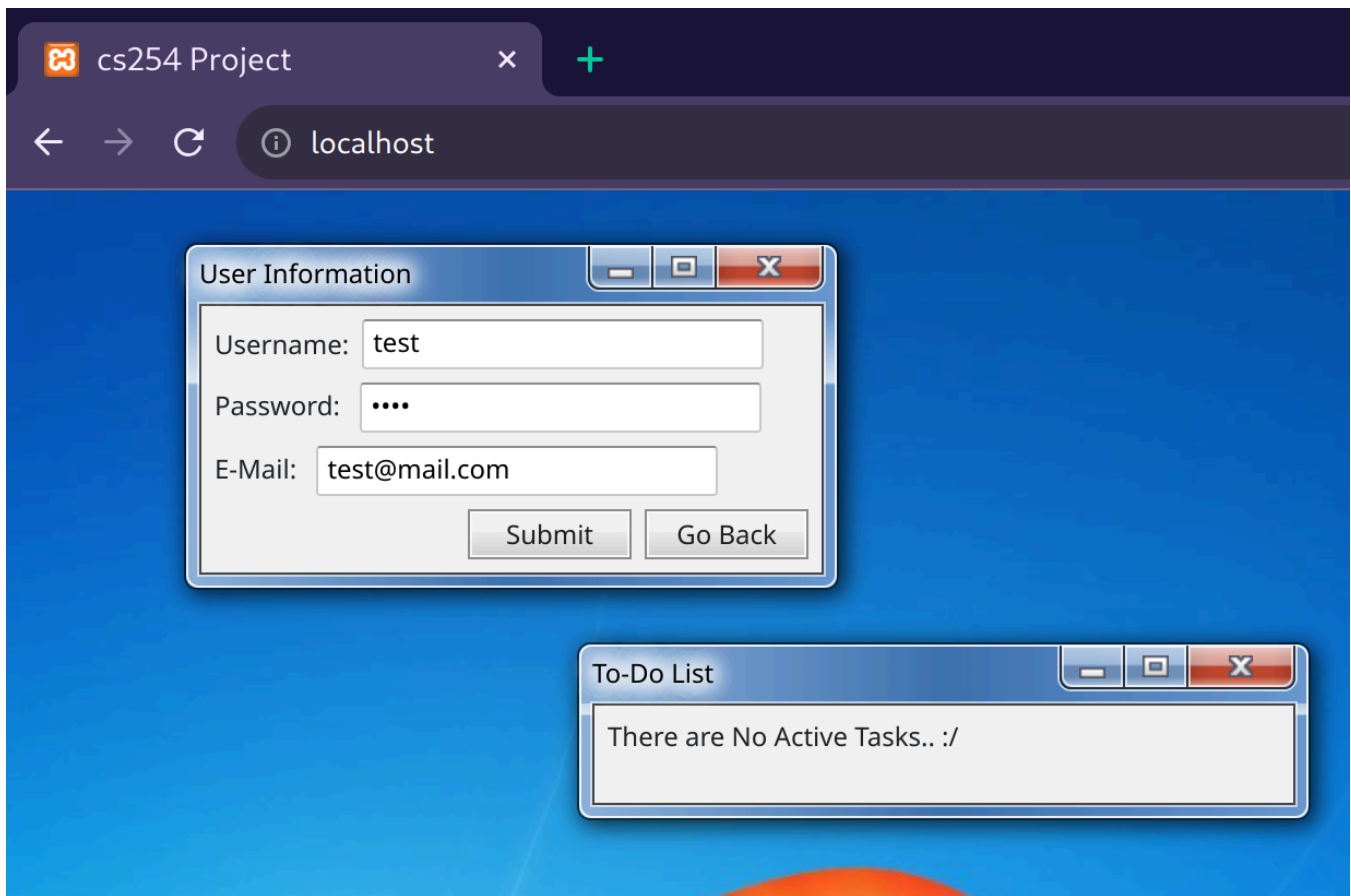 cs254 Project
localhost
User Information
Username: test
Password: ••••
E-Mail: test@mail.com
Submit Go Back
To-Do List
There are No Active Tasks.. :/